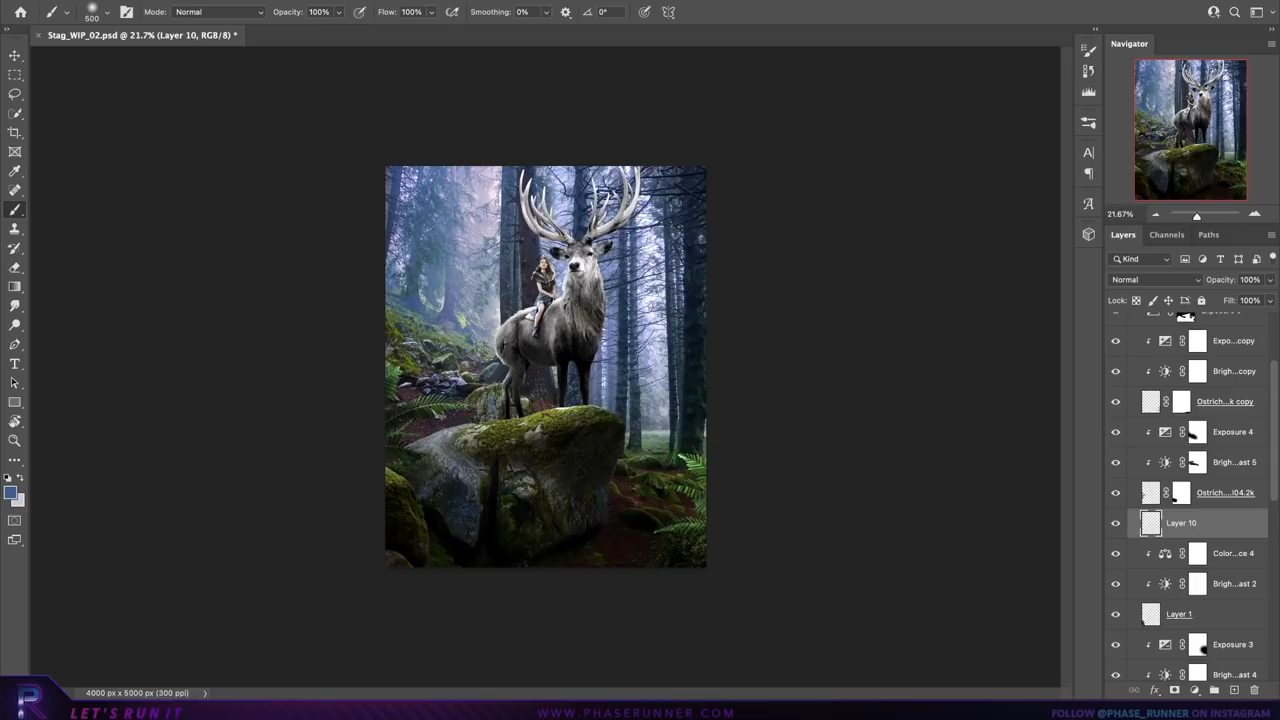 500
Mode: Normal
Opacity: 100%
Flow: 100%
Smoothing: 0%
0°
× Stag_WIP_02.psd @ 21.7% (Layer 10, RGB/8) *
Navigator
21.67%
Layers Channels Paths
Kind
Normal
Opacity: 100%
Lock:
Fill: 100%
Expo...copy
Brigh...copy
Ostrich...k copy
Exposure 4
Brigh...ast 5
Ostrich....l04.2k
Layer 10
Color...ce 4
Brigh...ast 2
Layer 1
Exposure 3
Brigh...ast 4
4000 px x 5000 px (300 ppi)
LET'S RUN IT
WWW.PHASERUNNER.COM
FOLLOW @PHASE_RUNNER ON INSTAGRAM